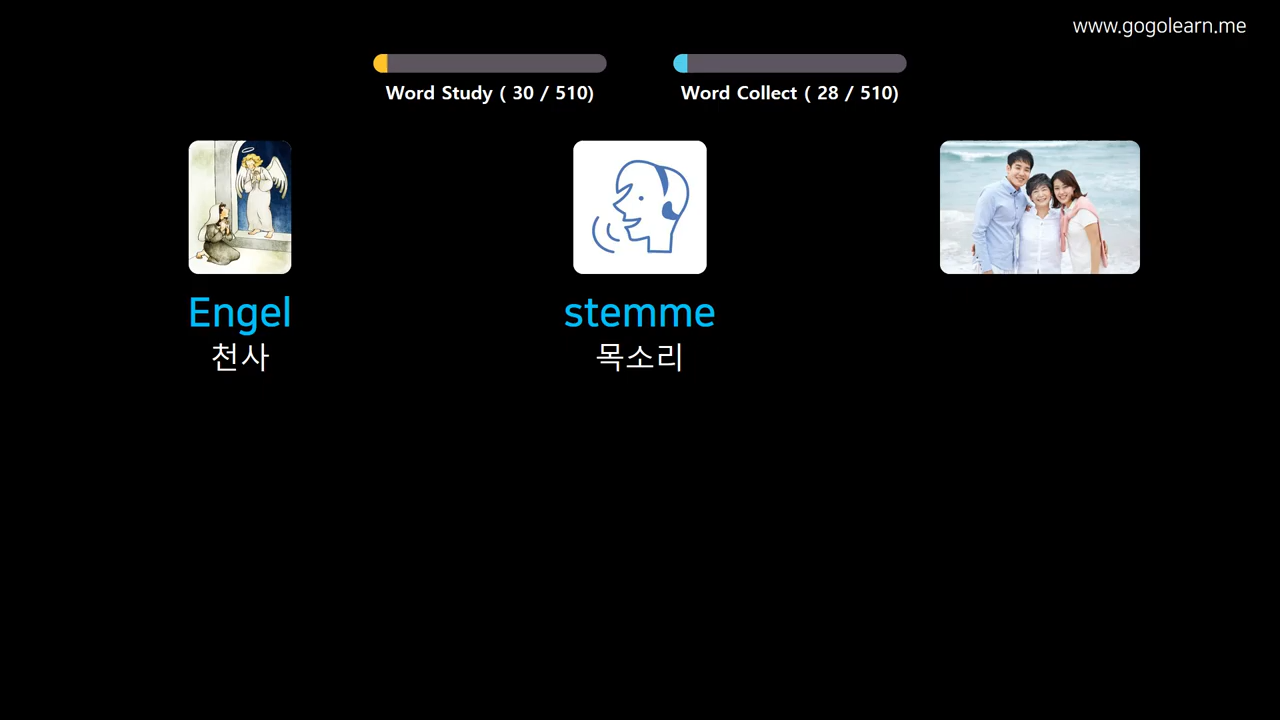 www.gogolearn.me
Word Study ( 30 / 510)
Word Collect ( 28 / 510)
Engel
천사
stemme
목소리